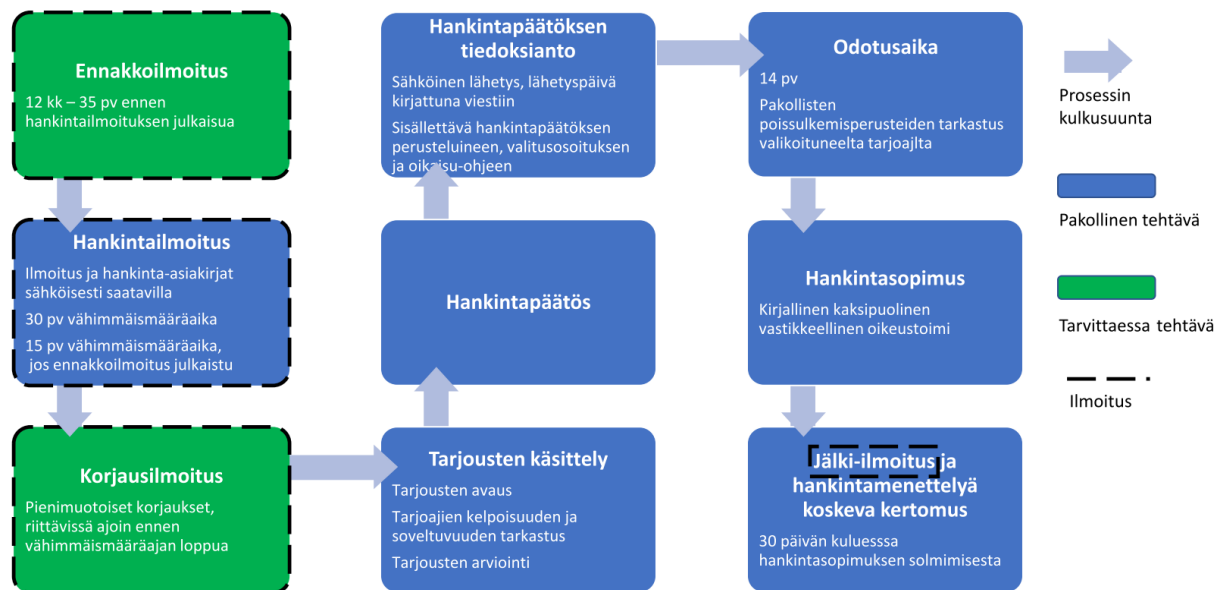 Ennakkoilmoitus
12 kk – 35 pv ennen
hankintailmoituksen julkaisua
Hankintailmoitus
Ilmoitus ja hankinta-asiakirjat
sähköisesti saatavilla
30 pv vähimmäismääräaika
15 pv vähimmäismääräaika,
jos ennakkoilmoitus julkaistu
Korjausilmoitus
Pienimuotoiset korjaukset,
riittävissä ajoin ennen
vähimmäismääräajan loppua
Tarjousten käsittely
Tarjousten avaus
Tarjoajien kelpoisuuden ja
soveltuvuuden tarkastus
Tarjousten arviointi
Hankintapäätös
Hankintapäätöksen
tiedoksianto
Sähköinen lähetys, lähetyspäivä
kirjattuna viestiin
Sisällettävä hankintapäätöksen
perusteluineen, valitusosoituksen
ja oikaisu-ohjeen
Odotusaika
14 pv
Pakollisten
poissulkemisperusteiden tarkastus
valikoituneelta tarjoajlta
Hankintasopimus
Kirjallinen kaksipuolinen
vastikkeellinen oikeustoimi
Jälki-ilmoitus ja
hankintamenettelyä
koskeva kertomus
30 päivän kuluesssa
hankintasopimuksen solmimisesta
Prosessin
kulkusuunta
Pakollinen tehtävä
Tarvittaessa tehtävä
Ilmoitus